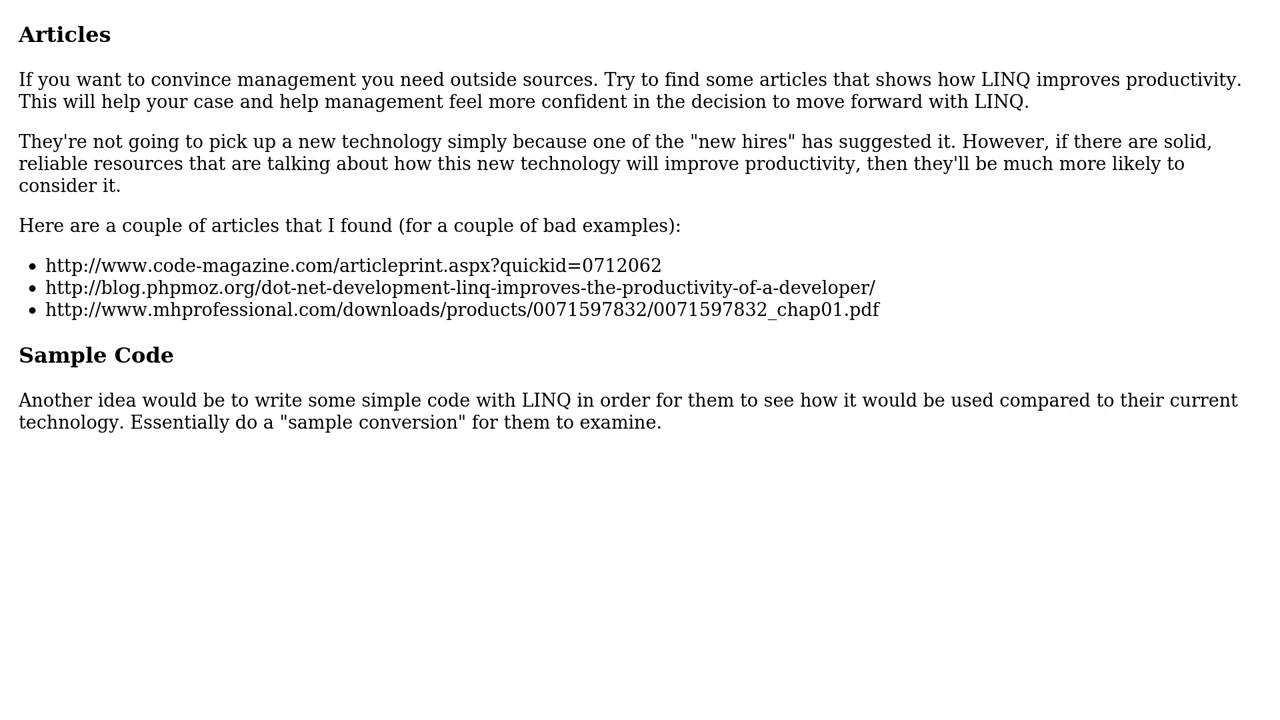 Articles
If you want to convince management you need outside sources. Try to find some articles that shows how LINQ improves productivity.
This will help your case and help management feel more confident in the decision to move forward with LINQ.
They're not going to pick up a new technology simply because one of the "new hires" has suggested it. However, if there are solid,
reliable resources that are talking about how this new technology will improve productivity, then they'll be much more likely to
consider it.
Here are a couple of articles that I found (for a couple of bad examples):
• http://www.code-magazine.com/articleprint.aspx?quickid=0712062
• http://blog.phpmoz.org/dot-net-development-linq-improves-the-productivity-of-a-developer/
• http://www.mhprofessional.com/downloads/products/0071597832/0071597832_chap01.pdf
Sample Code
Another idea would be to write some simple code with LINQ in order for them to see how it would be used compared to their current
technology. Essentially do a "sample conversion" for them to examine.